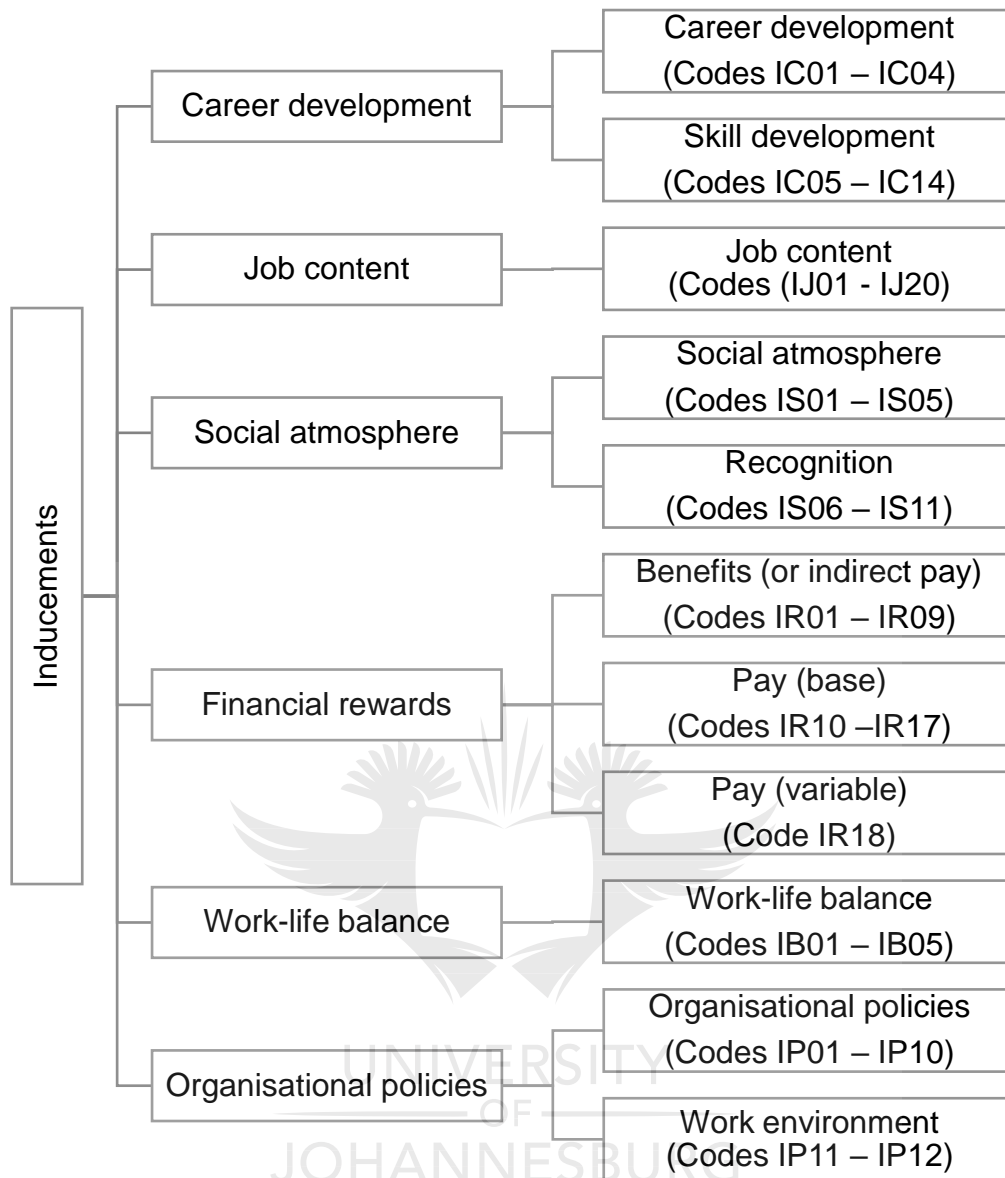 Inducements
Career development
Career development
(Codes IC01 – IC04)
Skill development
(Codes IC05 – IC14)
Job content
Job content
(Codes (IJ01 - IJ20)
Social atmosphere
Social atmosphere
(Codes IS01 – IS05)
Recognition
(Codes IS06 – IS11)
Financial rewards
Benefits (or indirect pay)
(Codes IR01 – IR09)
Pay (base)
(Codes IR10 –IR17)
Pay (variable)
(Code IR18)
Work-life balance
Work-life balance
(Codes IB01 – IB05)
Organisational policies
Organisational policies
(Codes IP01 – IP10)
Work environment
(Codes IP11 – IP12)
UNIVERSITY
OF
JOHANNESBURG